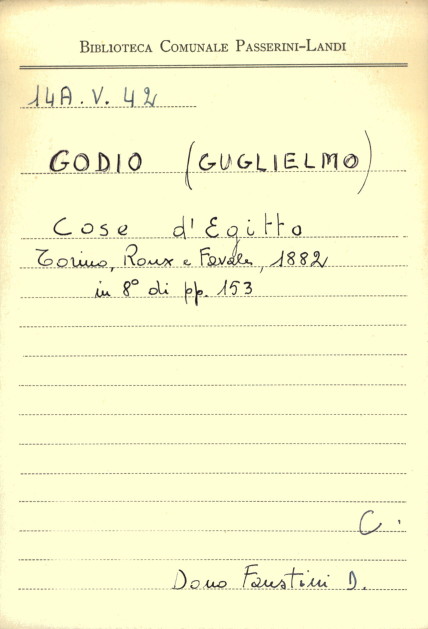 BIBLIOTECA COMUNALE PASSERINI-LANDI
14A.V.42
GODIO (GUGLIELMO)
Cose d'Egitto
Torino, Roux e Favale, 1882
in 8° di pp. 153
C.
Dono Faustini D.